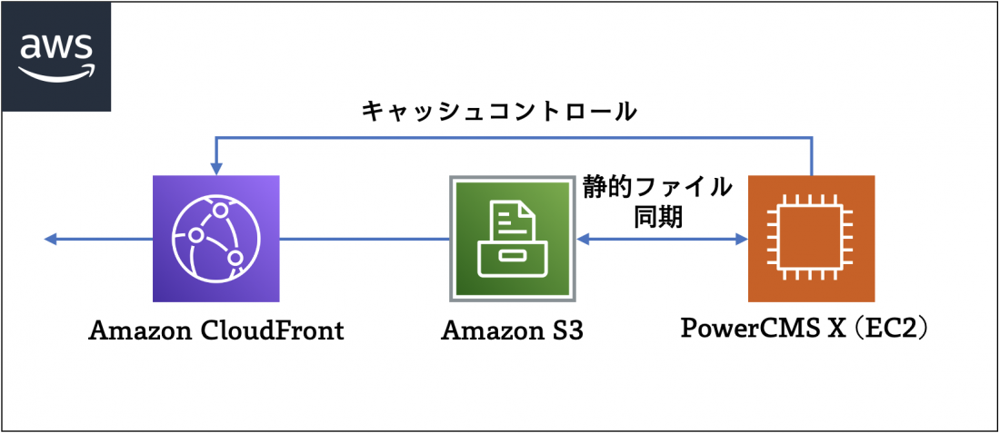 aws
キャッシュコントロール
静的ファイル
同期
Amazon CloudFront
Amazon S3
PowerCMS X（EC2）